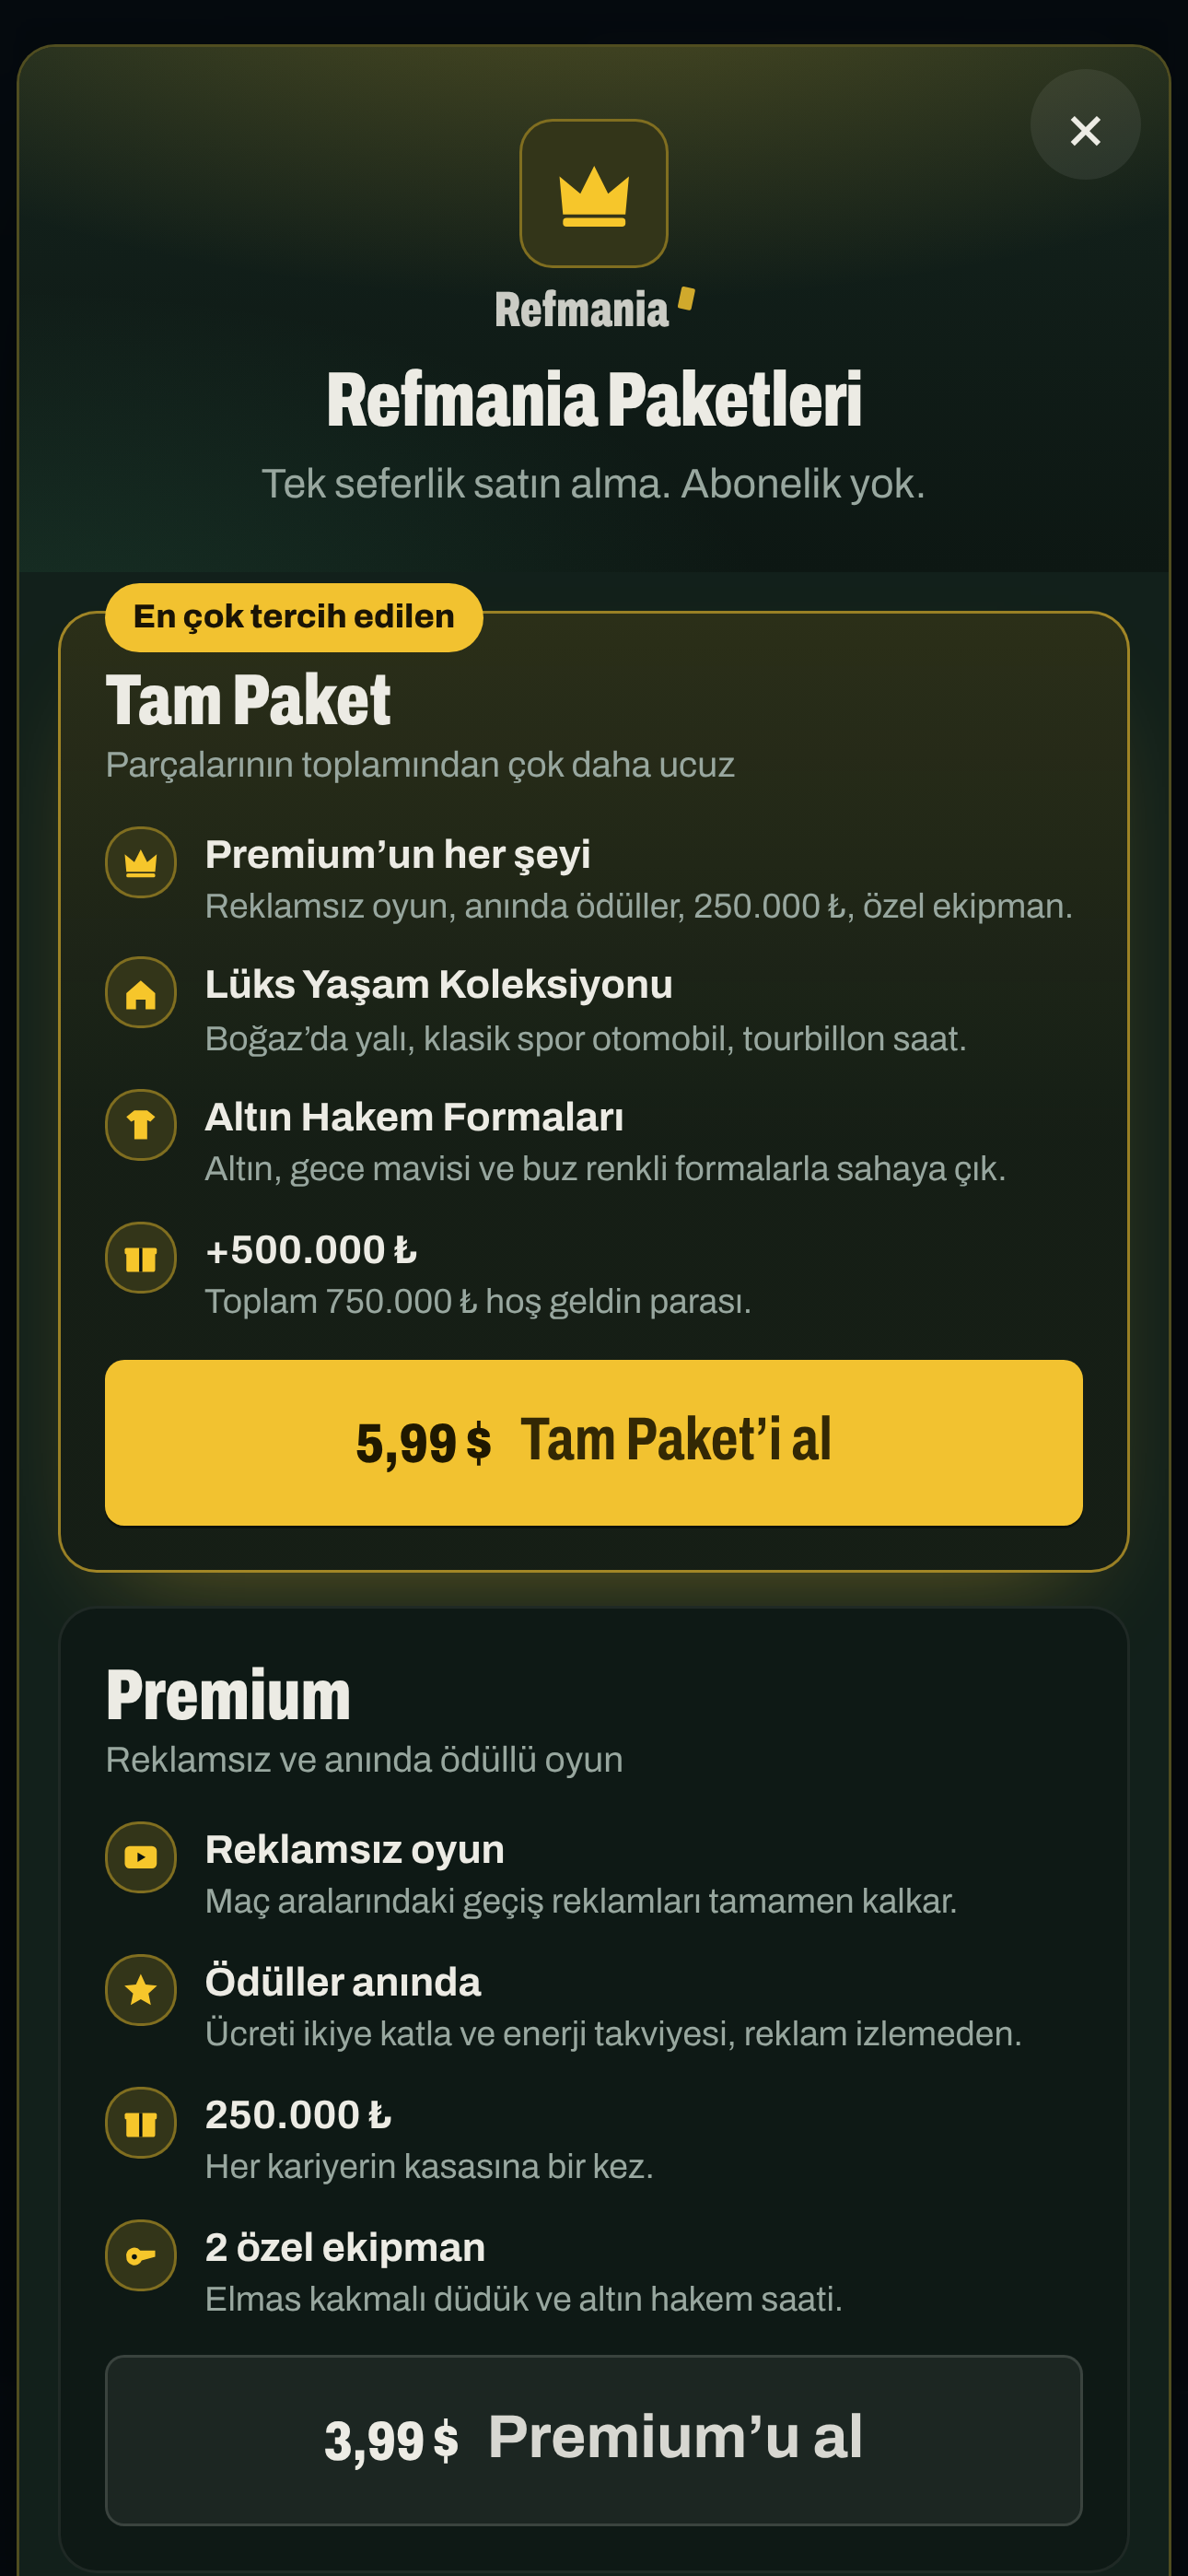 Refmania
Refmania Paketleri
Tek seferlik satın alma. Abonelik yok.
En çok tercih edilen
Tam Paket
Parçalarının toplamından çok daha ucuz
Premium’un her şeyi
Reklamsız oyun, anında ödüller, 250.000 ₺, özel ekipman.
Lüks Yaşam Koleksiyonu
Boğaz’da yalı, klasik spor otomobil, tourbillon saat.
Altın Hakem Formaları
Altın, gece mavisi ve buz renkli formalarla sahaya çık.
+500.000 ₺
Toplam 750.000 ₺ hoş geldin parası.
5,99 $ Tam Paket’i al
Premium
Reklamsız ve anında ödüllü oyun
Reklamsız oyun
Maç aralarındaki geçiş reklamları tamamen kalkar.
Ödüller anında
Ücreti ikiye katla ve enerji takviyesi, reklam izlemeden.
250.000 ₺
Her kariyerin kasasına bir kez.
2 özel ekipman
Elmas kakmalı düdük ve altın hakem saati.
3,99 $ Premium’u al